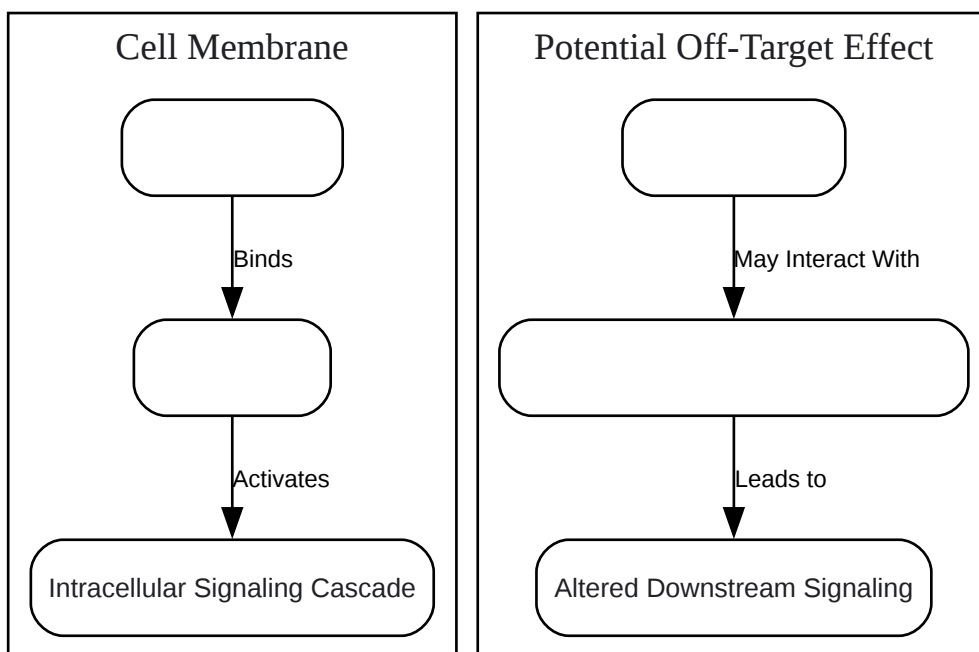 Cell Membrane
Binds
Activates
Intracellular Signaling Cascade
Potential Off-Target Effect
May Interact With
Leads to
Altered Downstream Signaling